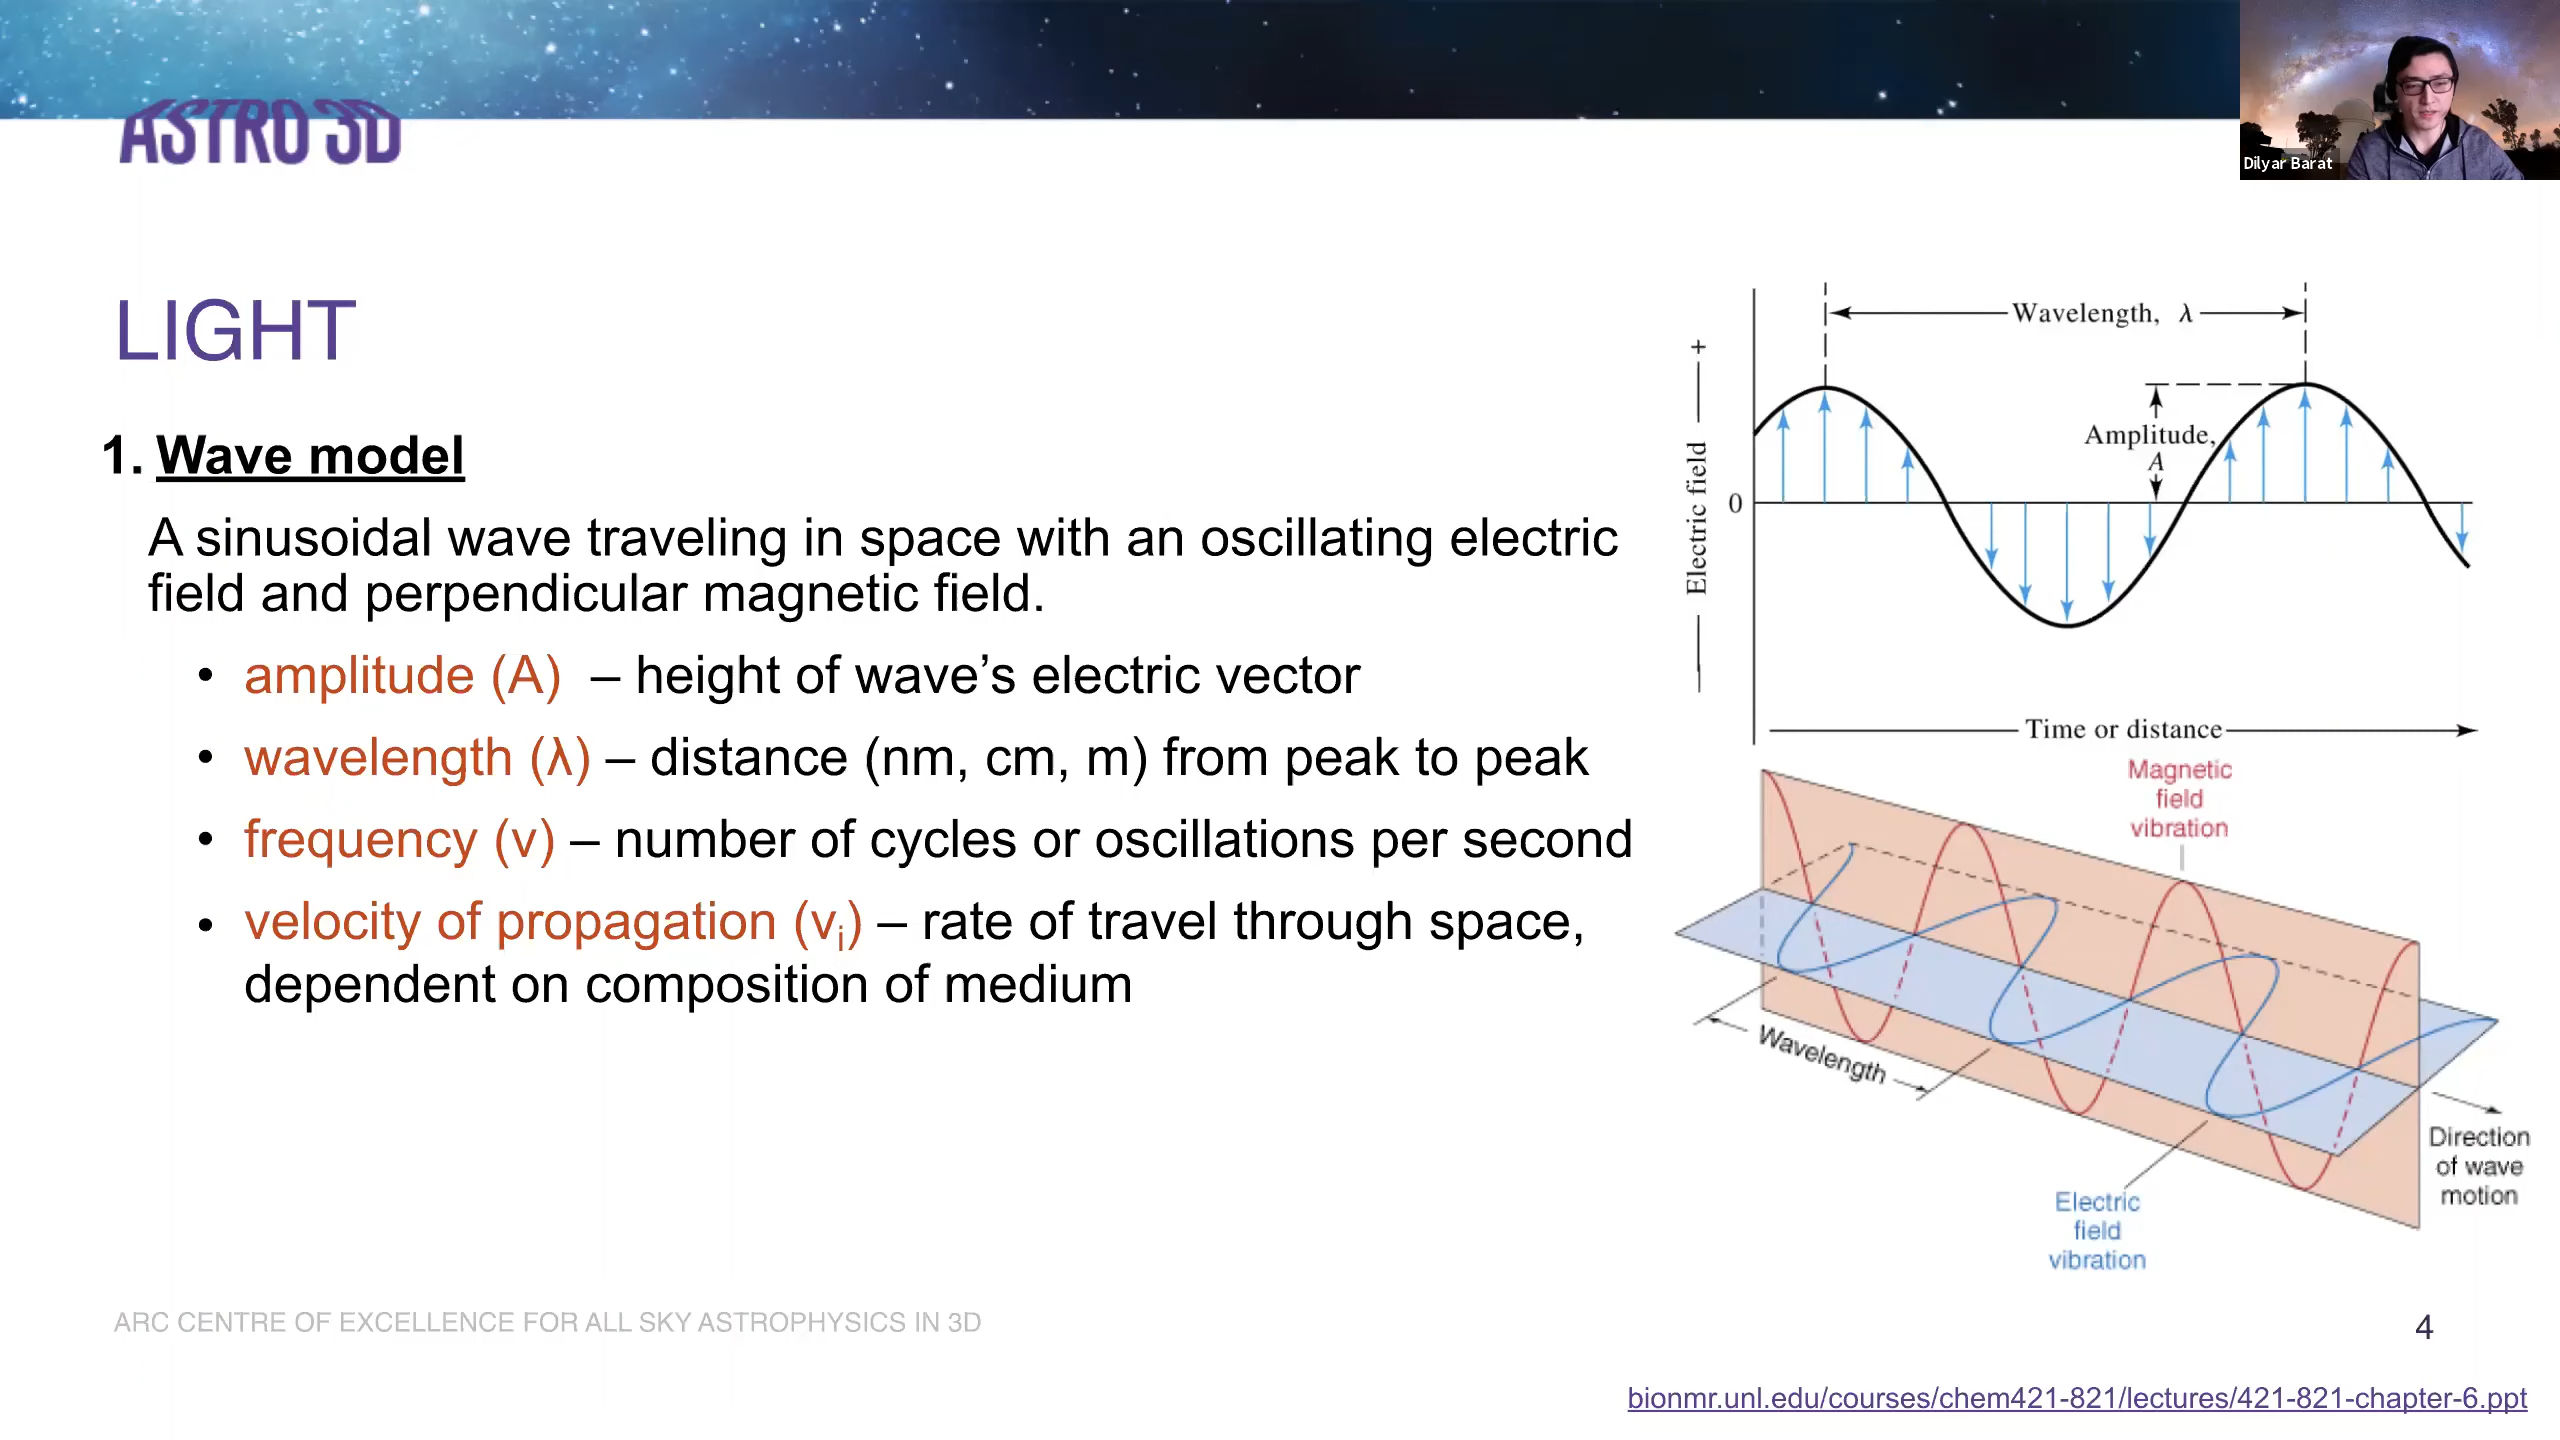 ASTRO 3D
Dilyar Barat
LIGHT
1. Wave model
A sinusoidal wave traveling in space with an oscillating electric
field and perpendicular magnetic field.
• amplitude (A) – height of wave’s electric vector
• wavelength (λ) – distance (nm, cm, m) from peak to peak
• frequency (v) – number of cycles or oscillations per second
• velocity of propagation (vi) – rate of travel through space,
dependent on composition of medium
Wavelength, λ
+
Electric field
0
Amplitude,
A
Time or distance
Magnetic
field
vibration
Wavelength
Direction
of wave
motion
Electric
field
vibration
ARC CENTRE OF EXCELLENCE FOR ALL SKY ASTROPHYSICS IN 3D
4
bionmr.unl.edu/courses/chem421-821/lectures/421-821-chapter-6.ppt